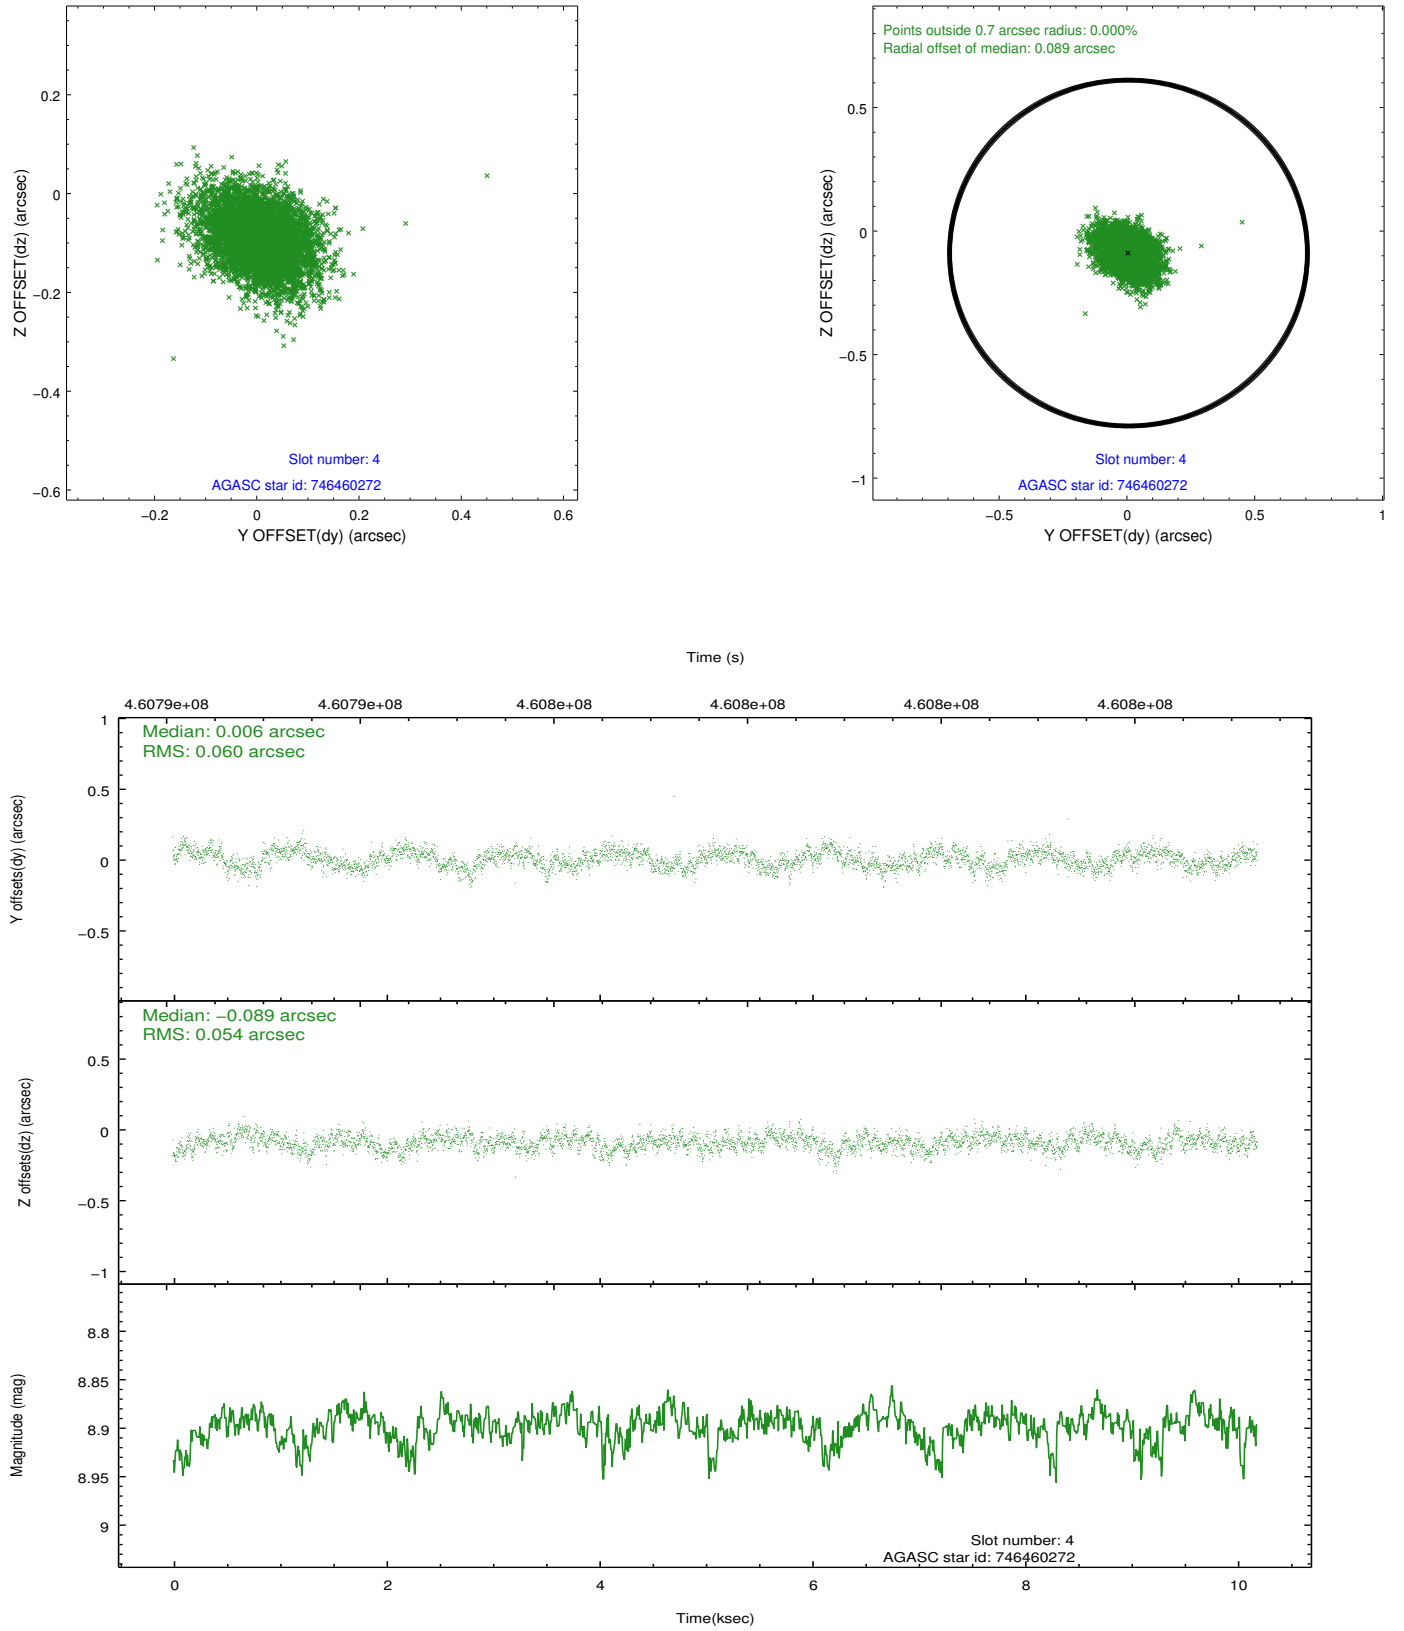 0.2
0
−0.2
−0.4
−0.6
Z OFFSET(dz) (arcsec)
Slot number: 4
AGASC star id: 746460272
−0.2 0 0.2 0.4 0.6
Y OFFSET(dy) (arcsec)
Points outside 0.7 arcsec radius: 0.000%
Radial offset of median: 0.089 arcsec
0.5
0
−0.5
−1
Z OFFSET(dz) (arcsec)
Slot number: 4
AGASC star id: 746460272
−0.5 0 0.5 1
Y OFFSET(dy) (arcsec)
Time (s)
4.6079e+08 4.6079e+08 4.608e+08 4.608e+08 4.608e+08 4.608e+08
Median: 0.006 arcsec
RMS: 0.060 arcsec
1
0.5
0
−0.5
Y offsets(dy) (arcsec)
Median: −0.089 arcsec
RMS: 0.054 arcsec
0.5
0
−0.5
−1
Z offsets(dz) (arcsec)
8.8
8.85
8.9
8.95
9
Magnitude (mag)
Slot number: 4
AGASC star id: 746460272
0 2 4 6 8 10
Time(ksec)